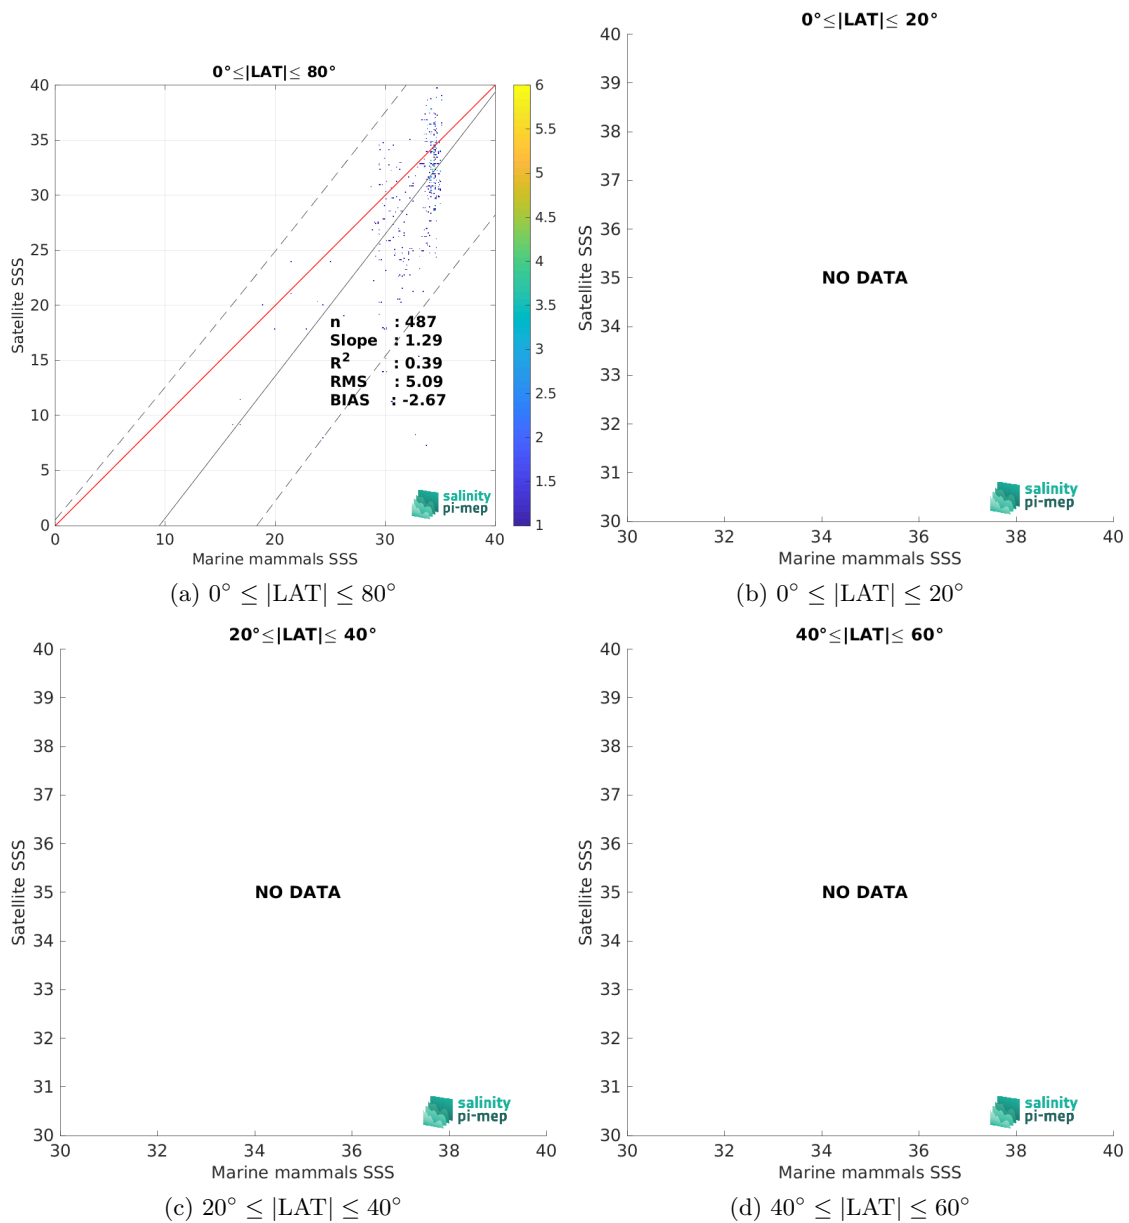 0°≤|LAT|≤ 80°
40
35
30
25
20
15
10
5
0
0
10
20
30
40
Satellite SSS
Marine mammals SSS
n : 487
Slope : 1.29
R² : 0.39
RMS : 5.09
BIAS : -2.67
salinity
pi-mep
6
5.5
5
4.5
4
3.5
3
2.5
2
1.5
1
(a) 0° ≤ |LAT| ≤ 80°
0°≤|LAT|≤ 20°
40
39
38
37
36
35
34
33
32
31
30
30
32
34
36
38
40
Satellite SSS
NO DATA
Marine mammals SSS
salinity
pi-mep
(b) 0° ≤ |LAT| ≤ 20°
20°≤|LAT|≤ 40°
40
39
38
37
36
35
34
33
32
31
30
30
32
34
36
38
40
Satellite SSS
NO DATA
Marine mammals SSS
salinity
pi-mep
(c) 20° ≤ |LAT| ≤ 40°
40°≤|LAT|≤ 60°
40
39
38
37
36
35
34
33
32
31
30
30
32
34
36
38
40
Satellite SSS
NO DATA
Marine mammals SSS
salinity
pi-mep
(d) 40° ≤ |LAT| ≤ 60°